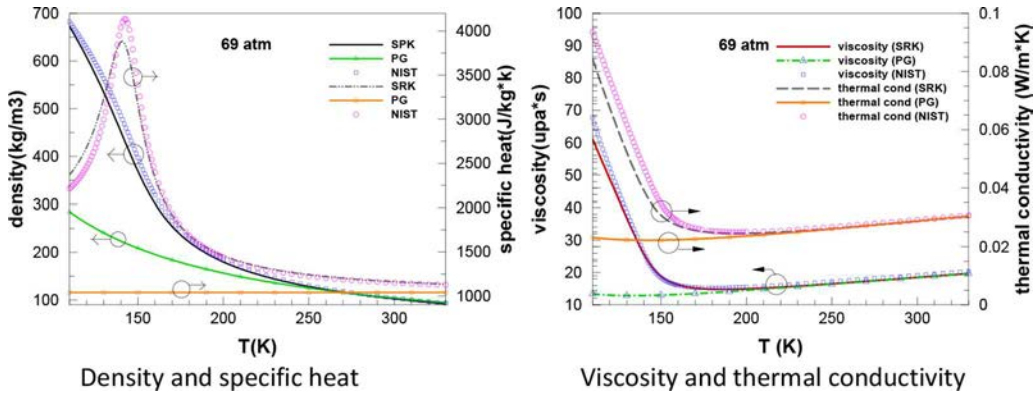 69 atm
SPK
PG
NIST
SRK
PG
NIST
density(kg/m3)
700
600
500
400
300
200
100
specific heat(J/kg*k)
4000
3500
3000
2500
2000
1500
1000
150 200 250 300
T(K)
Density and specific heat
69 atm
viscosity (SRK)
viscosity (PG)
viscosity (NIST)
thermal cond (SRK)
thermal cond (PG)
thermal cond (NIST)
viscosity(upa*s)
100
90
80
70
60
50
40
30
20
10
thermal conductivity (W/m*K)
0.1
0.08
0.06
0.04
0.02
0
150 200 250 300
T (K)
Viscosity and thermal conductivity